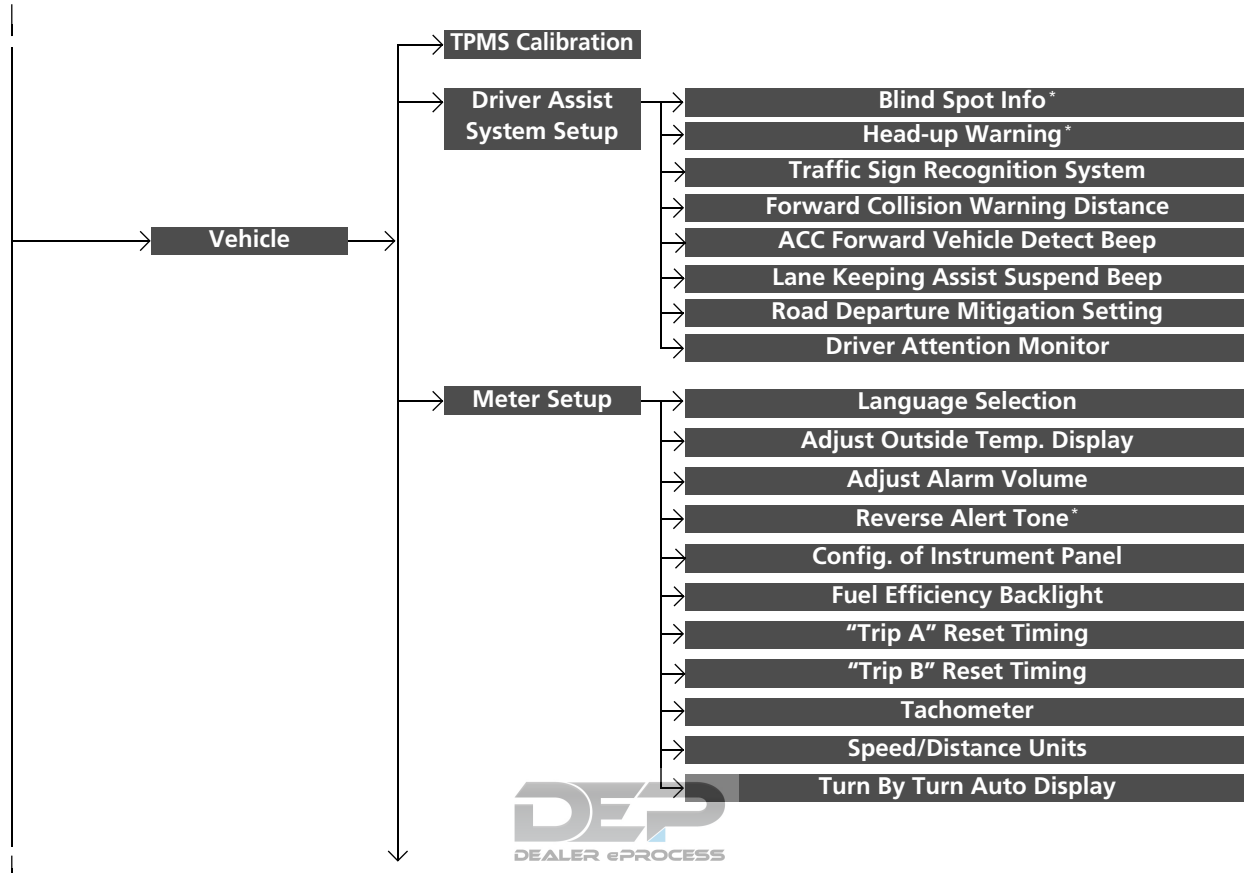 TPMS Calibration
Driver Assist
System Setup
Blind Spot Info*
Head-up Warning*
Traffic Sign Recognition System
Forward Collision Warning Distance
Vehicle
ACC Forward Vehicle Detect Beep
Lane Keeping Assist Suspend Beep
Road Departure Mitigation Setting
Driver Attention Monitor
Meter Setup
Language Selection
Adjust Outside Temp. Display
Adjust Alarm Volume
Reverse Alert Tone*
Config. of Instrument Panel
Fuel Efficiency Backlight
“Trip A” Reset Timing
“Trip B” Reset Timing
Tachometer
Speed/Distance Units
Turn By Turn Auto Display
DEP
DEALER ePROCESS